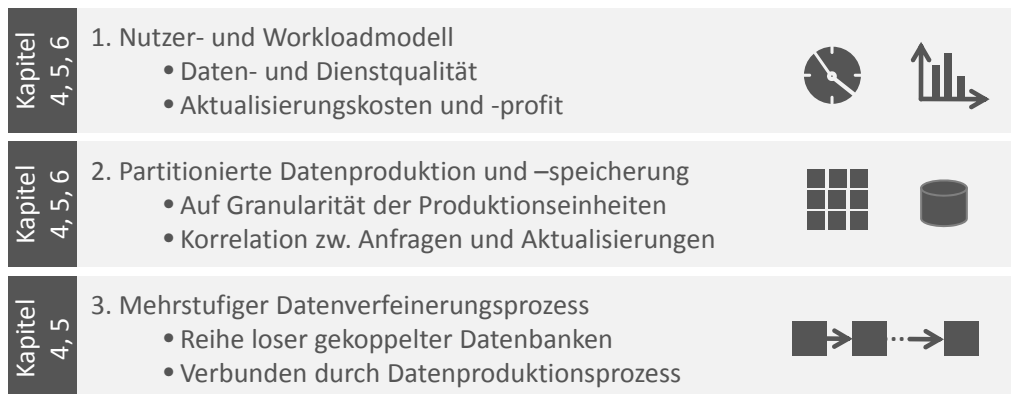 Kapitel
4, 5, 6
1. Nutzer- und Workloadmodell
• Daten- und Dienstqualität
• Aktualisierungskosten und -profit
Kapitel
4, 5, 6
2. Partitionierte Datenproduktion und –speicherung
• Auf Granularität der Produktionseinheiten
• Korrelation zw. Anfragen und Aktualisierungen
Kapitel
4, 5
3. Mehrstufiger Datenverfeinerungsprozess
• Reihe loser gekoppelter Datenbanken
• Verbunden durch Datenproduktionsprozess